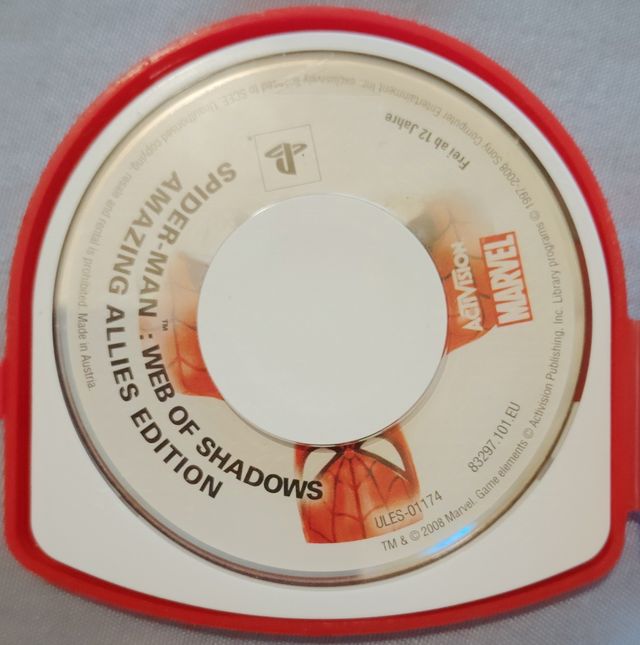 SPIDER-MAN™ : WEB OF SHADOWS
AMAZING ALLIES EDITION
Frei ab 12 Jahre
ACTIVISION
MARVEL
ULES-01174
83297.101.EU
TM & © 2008 Marvel. Game elements © Activision Publishing, Inc. Library programs © 1997-2008 Sony Computer Entertainment Inc. exclusively licensed to SCEE. Unauthorised copying, resale and rental is prohibited. Made in Austria.